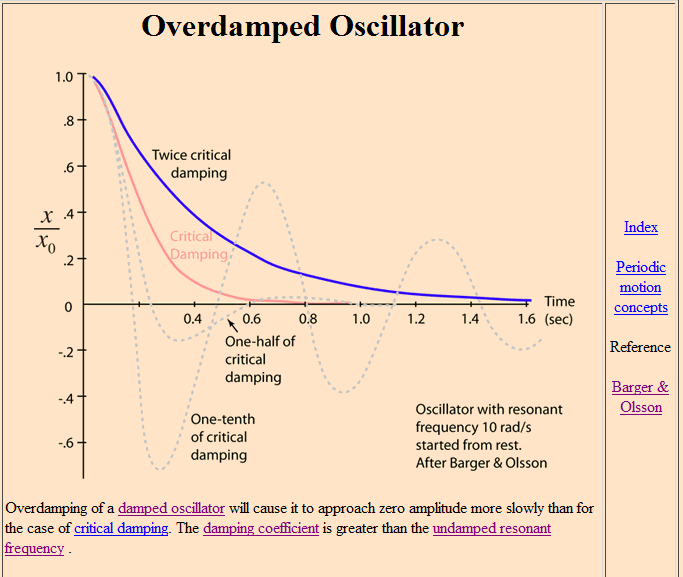 Overdamped Oscillator
1.0
.8
.6
.4
.2
0
-.2
-.4
-.6
x
x0
Twice critical
damping
Critical
Damping
0.4 0.6 0.8 1.0 1.2 1.4 1.6
Time
(sec)
One-half of
critical
damping
One-tenth
of critical
damping
Oscillator with resonant
frequency 10 rad/s
started from rest.
After Barger & Olsson
Overdamping of a damped oscillator will cause it to approach zero amplitude more slowly than for
the case of critical damping. The damping coefficient is greater than the undamped resonant
frequency .
Index
Periodic
motion
concepts
Reference
Barger &
Olsson